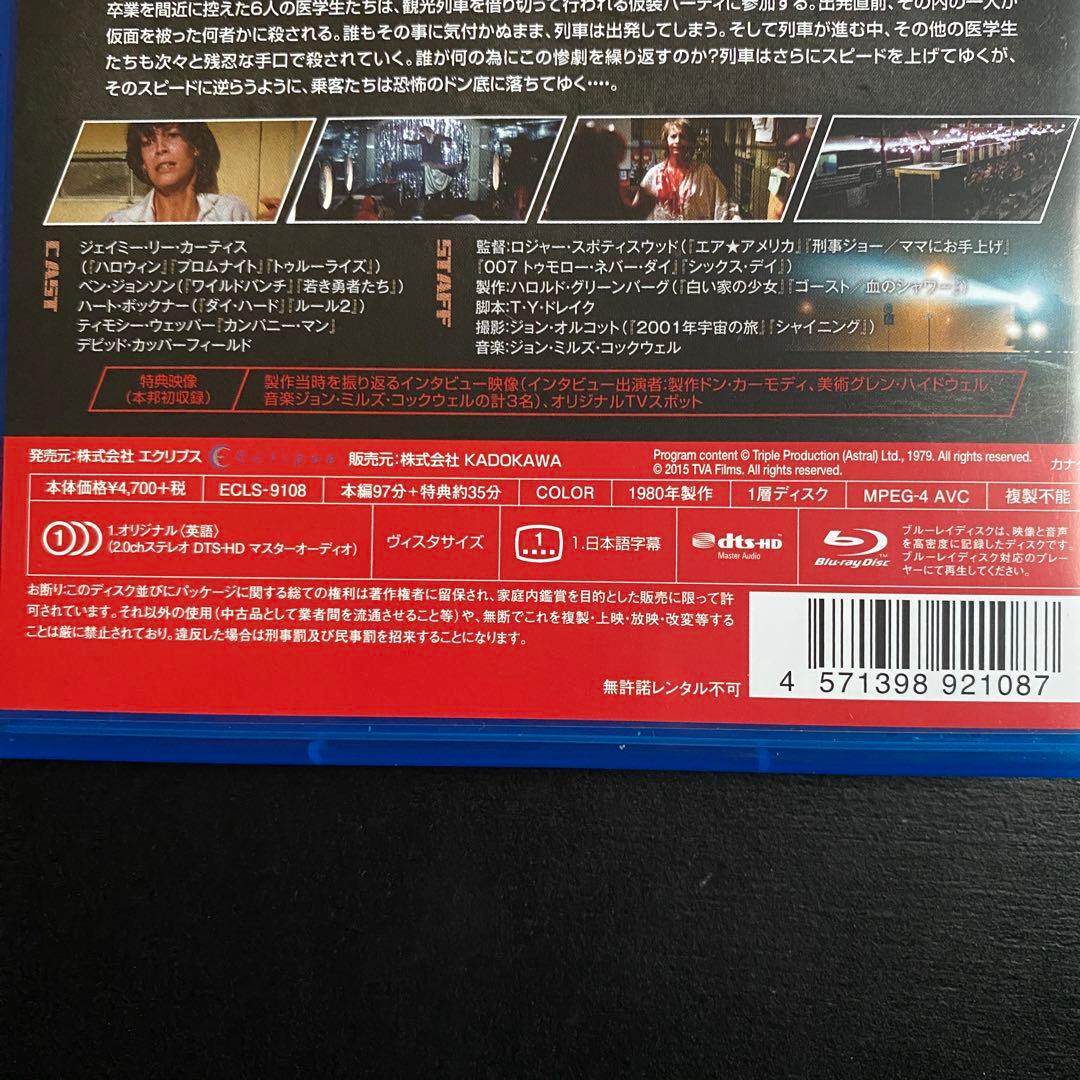 卒業を間近に控えた6人の医学生たちは、観光列車を借り切って行われる仮装パーティに参加する。出発直前、その内の一人が
仮面を被った何者かに殺される。誰もその事に気付かぬまま、列車は出発してしまう。そして列車が進む中、その他の医学生
たちも次々と残忍な手口で殺されていく。誰が何の為にこの惨劇を繰り返すのか?列車はさらにスピードを上げてゆくが、
そのスピードに逆らうように、乗客たちは恐怖のドン底に落ちてゆく‥‥。
CAST
ジェイミー・リー・カーティス
(『ハロウィン』『プロムナイト』『トゥルーライズ』)
ベン・ジョンソン(『ワイルドバンチ』『若き勇者たち』)
ハート・ボックナー(『ダイ・ハード』『ルール2』)
ティモシー・ウェッバー『カンパニー・マン』
デビッド・カッパーフィールド
STAFF
監督:ロジャー・スポティスウッド(『エア★アメリカ』『刑事ジョー/ママにお手上げ』
『007 トゥモロー・ネバー・ダイ』『シックス・デイ』)
製作:ハロルド・グリーンバーグ(『白い家の少女』『ゴースト/血のシャワー』)
脚本:T・Y・ドレイク
撮影:ジョン・オルコット(『2001年宇宙の旅』『シャイニング』)
音楽:ジョン・ミルズ・コックウェル
特典映像
(本邦初収録)
製作当時を振り返るインタビュー映像(インタビュー出演者:製作ドン・カーモディ、美術グレン・ハイドウェル、
音楽ジョン・ミルズ・コックウェルの計3名)、オリジナルTVスポット
発売元:株式会社 エクリプス Eclipse 販売元:株式会社 KADOKAWA
Program content © Triple Production (Astral) Ltd., 1979. All rights reserved.
© 2015 TVA Films. All rights reserved.
カナダ
本体価格¥4,700+税 ECLS-9108 本編97分+特典約35分 COLOR 1980年製作 1層ディスク MPEG-4 AVC 複製不能
1 1.オリジナル〈英語〉
(2.0chステレオ DTS-HD マスターオーディオ)
ヴィスタサイズ
1 1.日本語字幕
dts-HD
Master Audio
Blu-ray Disc
ブルーレイディスクは、映像と音声
を高密度に記録したディスクです。
ブルーレイディスク対応のプレー
ヤーにて再生してください。
お断り:このディスク並びにパッケージに関する総ての権利は著作権者に留保され、家庭内鑑賞を目的とした販売に限って許
可されています。それ以外の使用(中古品として業者間を流通させること等)や、無断でこれを複製・上映・放映・改変等する
ことは厳に禁止されており。違反した場合は刑事罰及び民事罰を招来することになります。
無許諾レンタル不可
4 571398 921087